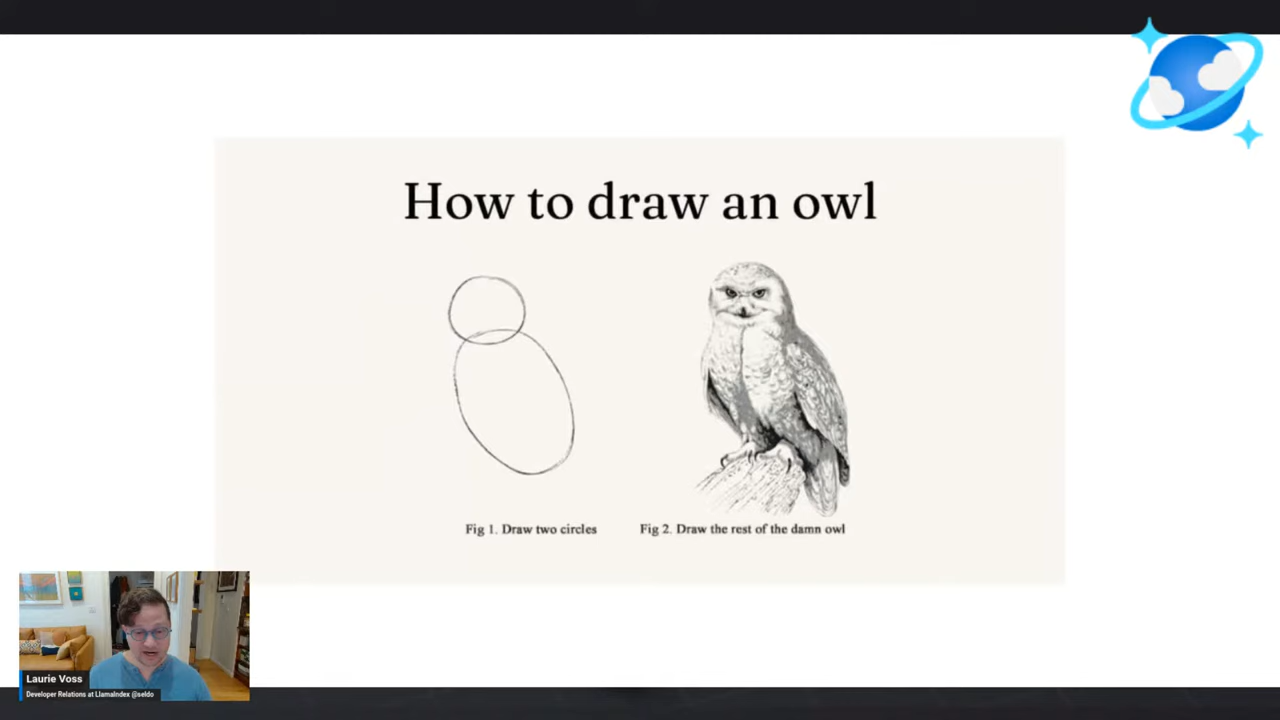 How to draw an owl
Fig 1. Draw two circles
Fig 2. Draw the rest of the damn owl
Laurie Voss
Developer Relations at LlamaIndex @seldo